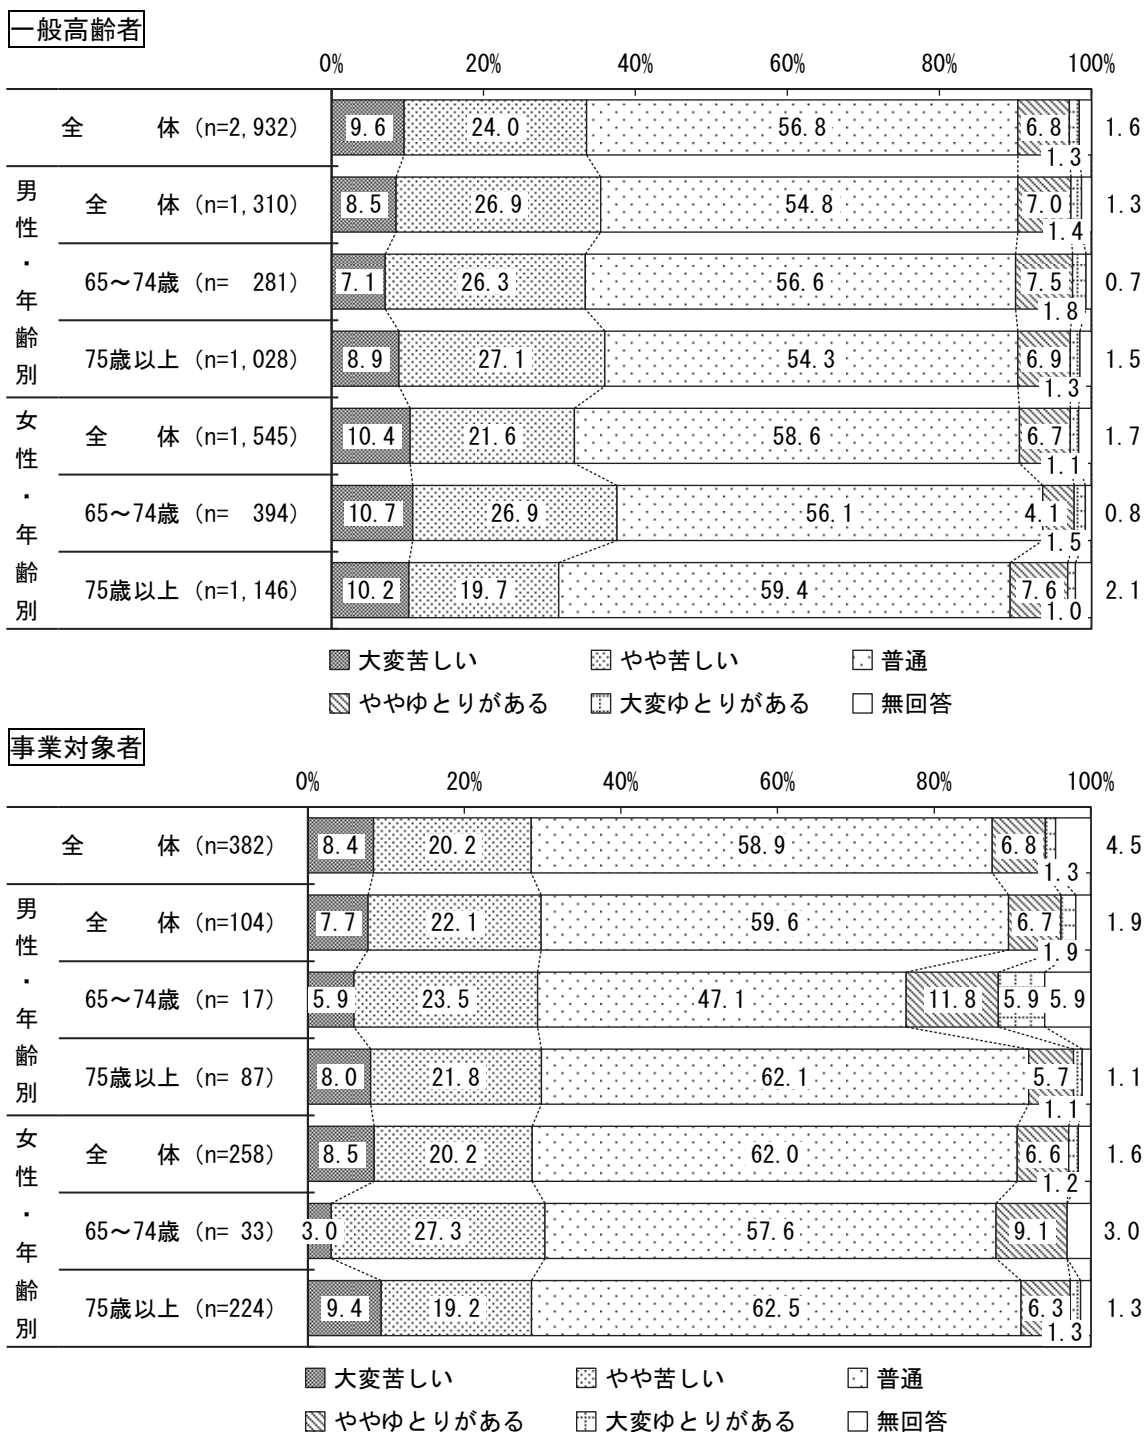 一般高齢者
0% 20% 40% 60% 80% 100%
全 体 (n=2,932) 9.6 24.0 56.8 6.8 1.3 1.6
男性・年齢別
全 体 (n=1,310) 8.5 26.9 54.8 7.0 1.4 1.3
65～74歳 (n= 281) 7.1 26.3 56.6 7.5 1.8 0.7
75歳以上 (n=1,028) 8.9 27.1 54.3 6.9 1.3 1.5
女性・年齢別
全 体 (n=1,545) 10.4 21.6 58.6 6.7 1.1 1.7
65～74歳 (n= 394) 10.7 26.9 56.1 4.1 1.5 0.8
75歳以上 (n=1,146) 10.2 19.7 59.4 7.6 1.0 2.1
大変苦しい やや苦しい 普通
ややゆとりがある 大変ゆとりがある 無回答
事業対象者
0% 20% 40% 60% 80% 100%
全 体 (n=382) 8.4 20.2 58.9 6.8 1.3 4.5
男性・年齢別
全 体 (n=104) 7.7 22.1 59.6 6.7 1.9 1.9
65～74歳 (n= 17) 5.9 23.5 47.1 11.8 5.9 5.9
75歳以上 (n= 87) 8.0 21.8 62.1 5.7 1.1 1.1
女性・年齢別
全 体 (n=258) 8.5 20.2 62.0 6.6 1.2 1.6
65～74歳 (n= 33) 3.0 27.3 57.6 9.1 3.0
75歳以上 (n=224) 9.4 19.2 62.5 6.3 1.3 1.3
大変苦しい やや苦しい 普通
ややゆとりがある 大変ゆとりがある 無回答